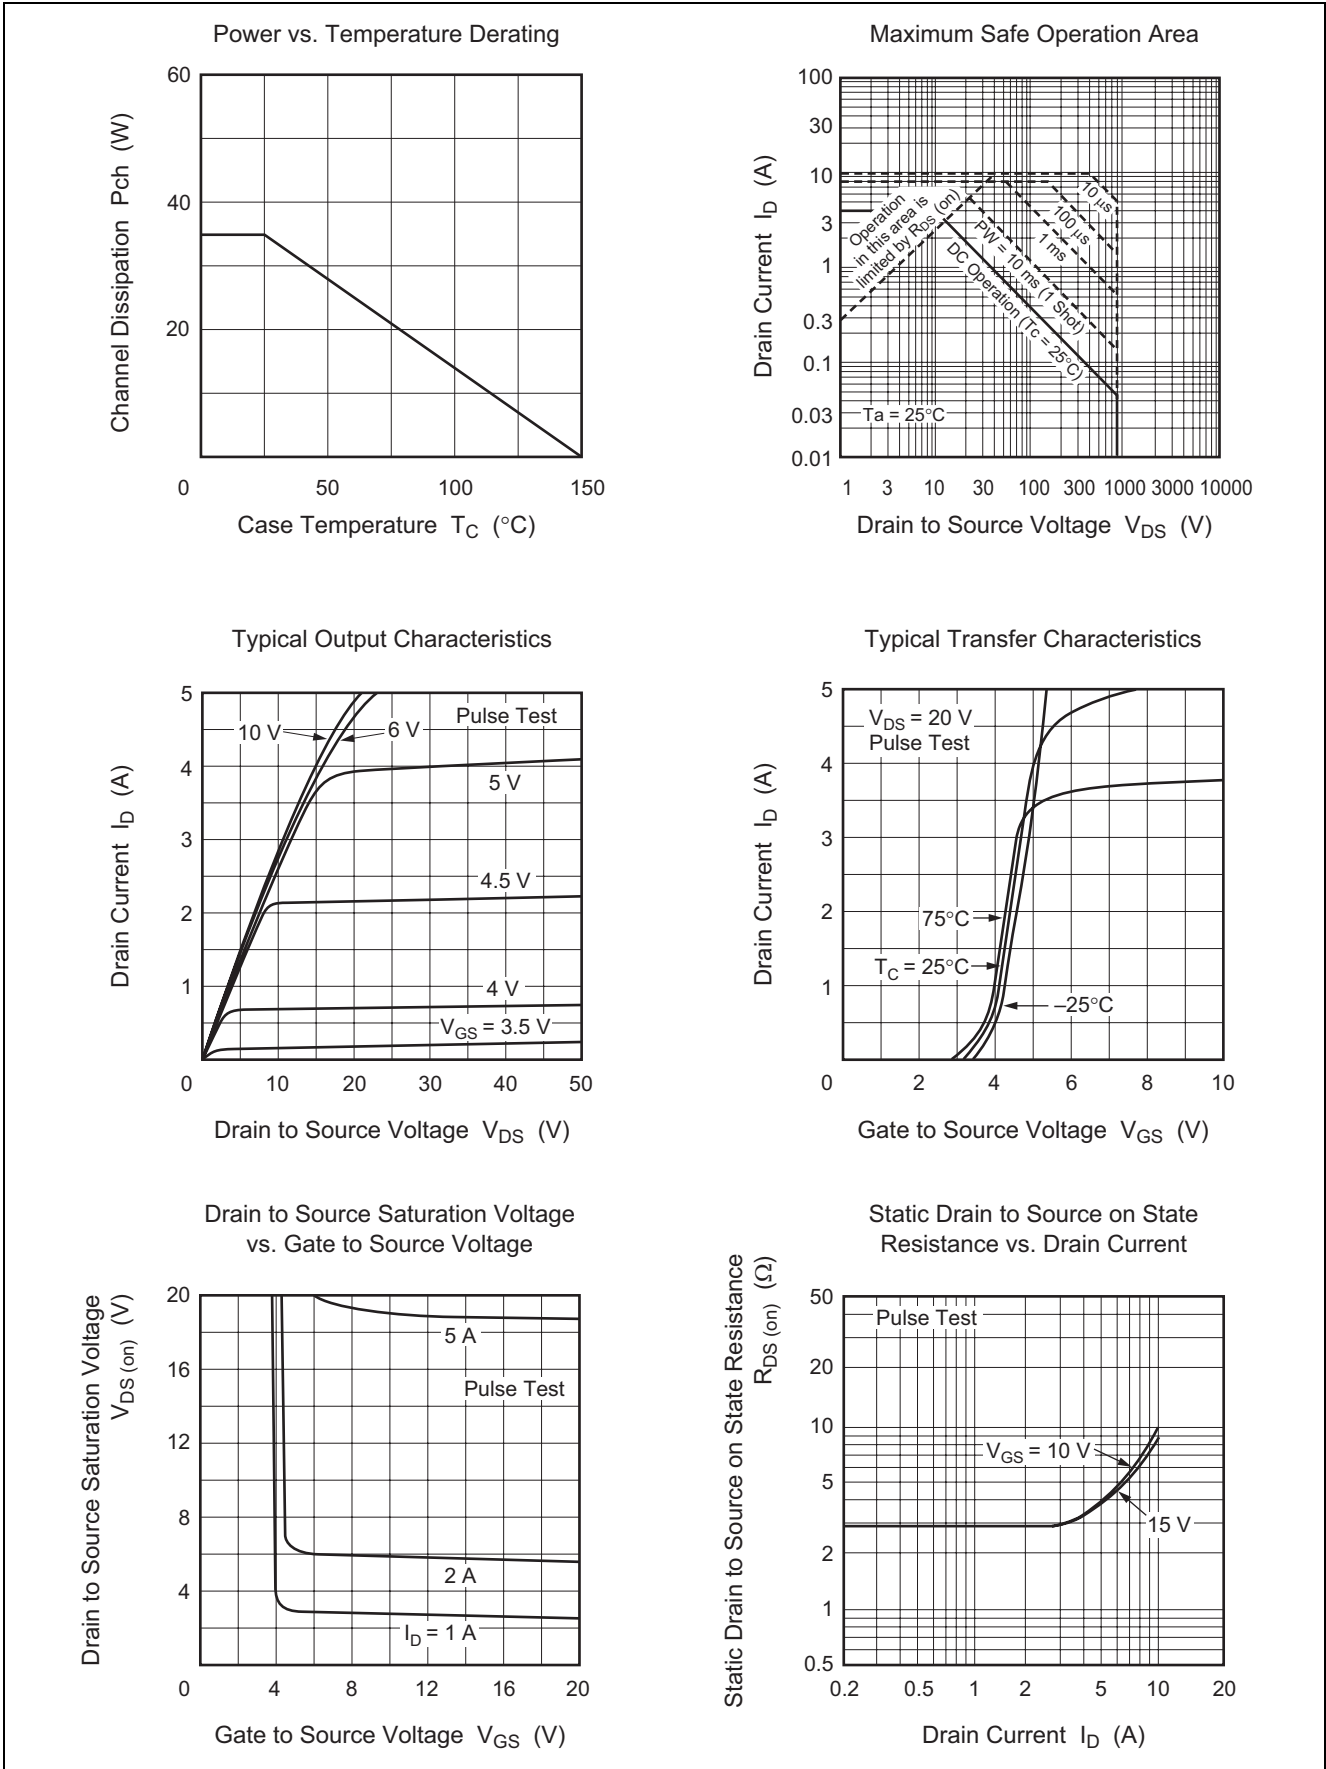 Power vs. Temperature Derating
Channel Dissipation Pch (W)
60
40
20
0 50 100 150
Case Temperature TC (°C)
Maximum Safe Operation Area
Drain Current ID (A)
100
30
10
3
1
0.3
0.1
0.03
0.01
Operation
in this area is
limited by RDS (on)
10 μs
100 μs
1 ms
PW = 10 ms (1 Shot)
DC Operation (Tc = 25°C)
Ta = 25°C
1 3 10 30 100 300 1000 3000 10000
Drain to Source Voltage VDS (V)
Typical Output Characteristics
Drain Current ID (A)
5
4
3
2
1
10 V
6 V
Pulse Test
5 V
4.5 V
4 V
VGS = 3.5 V
0 10 20 30 40 50
Drain to Source Voltage VDS (V)
Typical Transfer Characteristics
Drain Current ID (A)
5
4
3
2
1
VDS = 20 V
Pulse Test
75°C
TC = 25°C
–25°C
0 2 4 6 8 10
Gate to Source Voltage VGS (V)
Drain to Source Saturation Voltage
vs. Gate to Source Voltage
Drain to Source Saturation Voltage
VDS (on) (V)
20
16
12
8
4
5 A
Pulse Test
2 A
ID = 1 A
0 4 8 12 16 20
Gate to Source Voltage VGS (V)
Static Drain to Source on State
Resistance vs. Drain Current
Static Drain to Source on State Resistance
RDS (on) (Ω)
50
20
10
5
2
1
0.5
Pulse Test
VGS = 10 V
15 V
0.2 0.5 1 2 5 10 20
Drain Current ID (A)